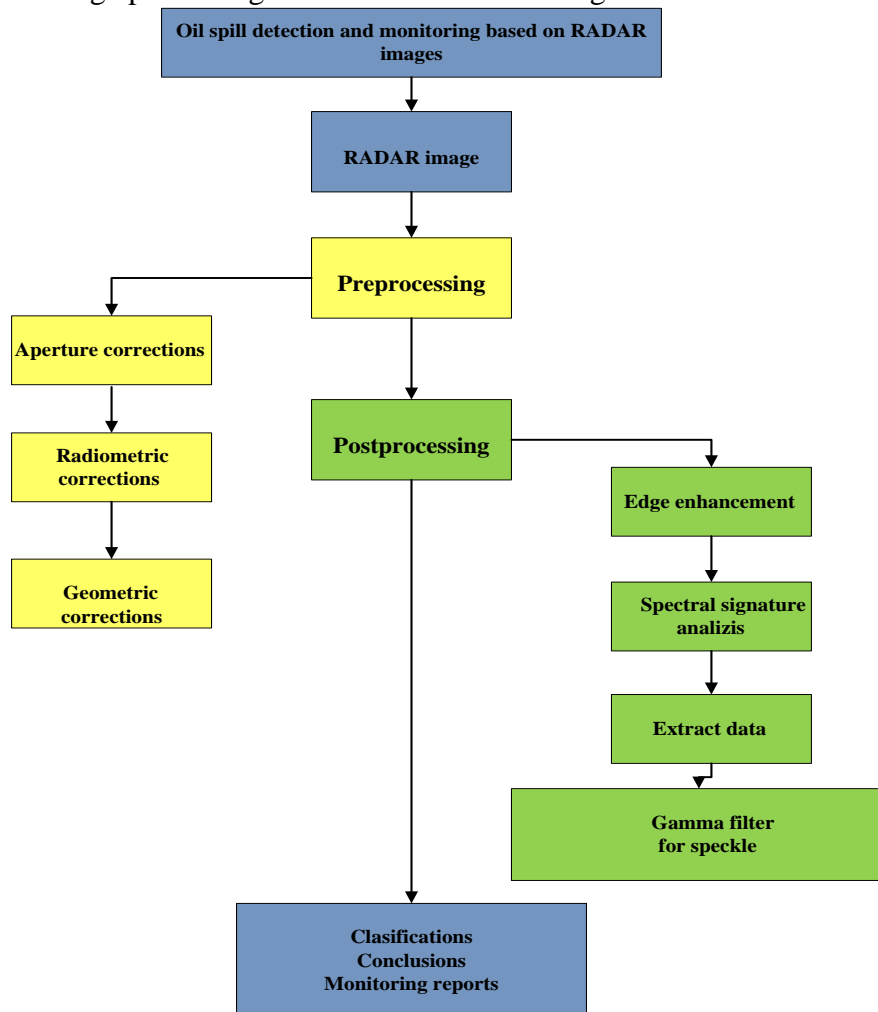 Oil spill detection and monitoring based on RADAR
images
RADAR image
Preprocessing
Aperture corrections
Radiometric
corrections
Geometric
corrections
Postprocessing
Edge enhancement
Spectral signature
analizis
Extract data
Gamma filter
for speckle
Clasifications
Conclusions
Monitoring reports